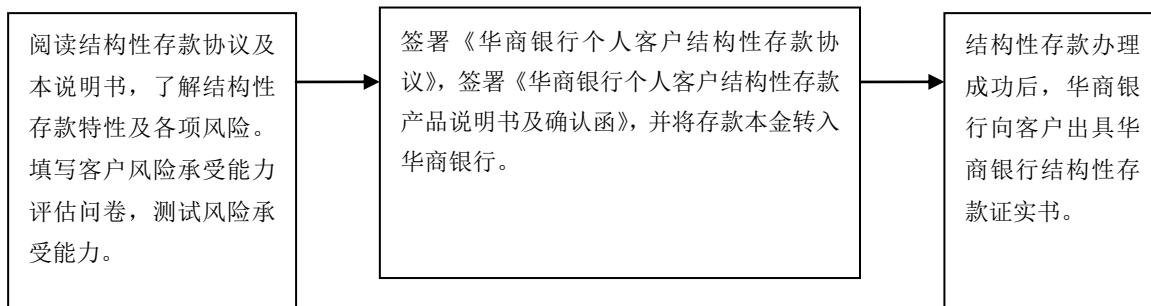 阅读结构性存款协议及
本说明书，了解结构性
存款特性及各项风险。
填写客户风险承受能力
评估问卷，测试风险承
受能力。
签署《华商银行个人客户结构性存款协
议》，签署《华商银行个人客户结构性存款
产品说明书及确认函》，并将存款本金转入
华商银行。
结构性存款办理
成功后，华商银
行向客户出具华
商银行结构性存
款证实书。